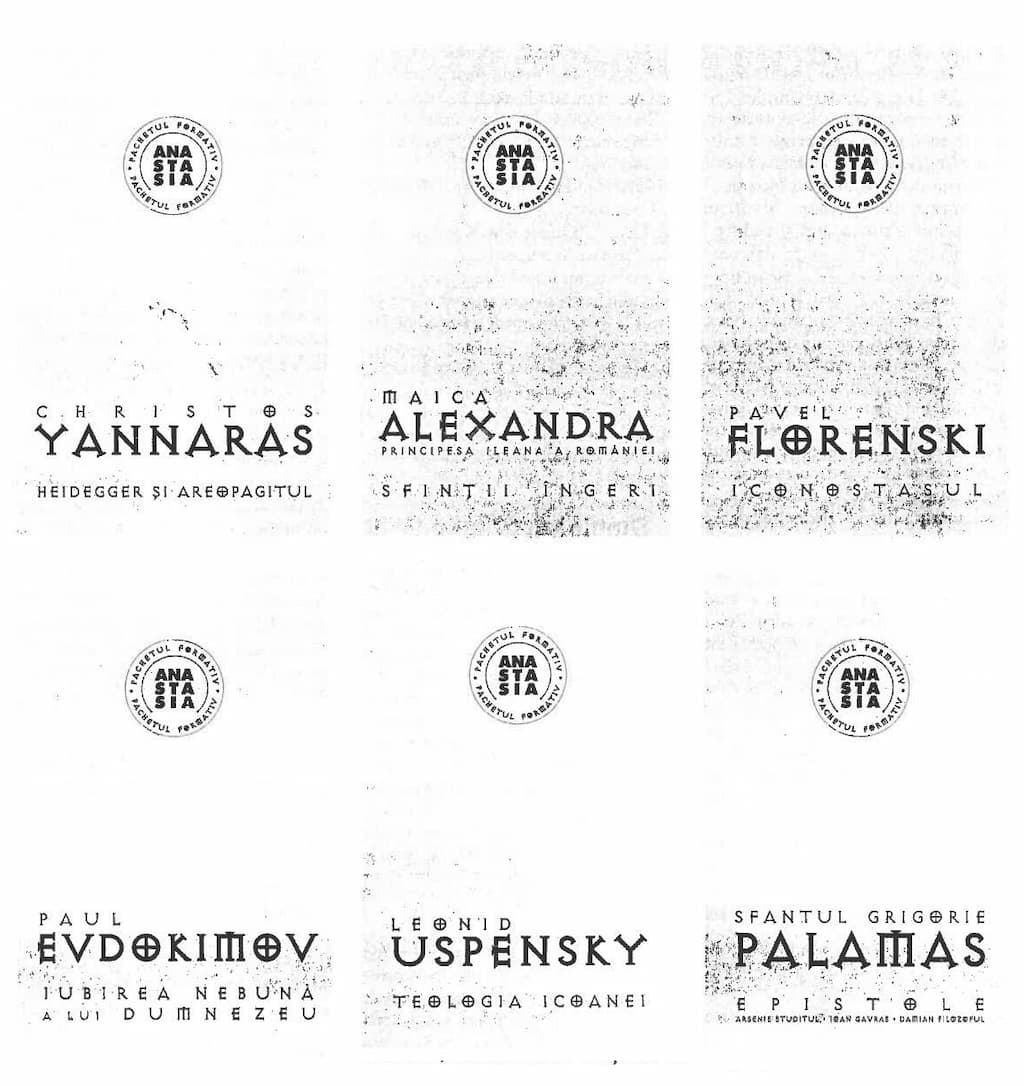 PACHETUL FORMATIV • PACHETUL FORMATIV •
ANA
STA
SIA
CHRISTOS
YANNARAS
HEIDEGGER ȘI AREOPAGITUL
PACHETUL FORMATIV • PACHETUL FORMATIV •
ANA
STA
SIA
MAICA
ALEXANDRA
PRINCIPESA ILEANA A ROMÂNIEI
SFINȚII ÎNGERI
PACHETUL FORMATIV • PACHETUL FORMATIV •
ANA
STA
SIA
PAVEL
FLORENSKI
ICONOSTASUL
PACHETUL FORMATIV • PACHETUL FORMATIV •
ANA
STA
SIA
PAUL
EVDOKIMOV
IUBIREA NEBUNĂ
A LUI DUMNEZEU
PACHETUL FORMATIV • PACHETUL FORMATIV •
ANA
STA
SIA
LEONID
USPENSKY
TEOLOGIA ICOANEI
PACHETUL FORMATIV • PACHETUL FORMATIV •
ANA
STA
SIA
SFANTUL GRIGORIE
PALAMAS
EPISTOLE
ARSENIE STUDITUL • IOAN GAVRAS • DAMIAN FILOZOFUL